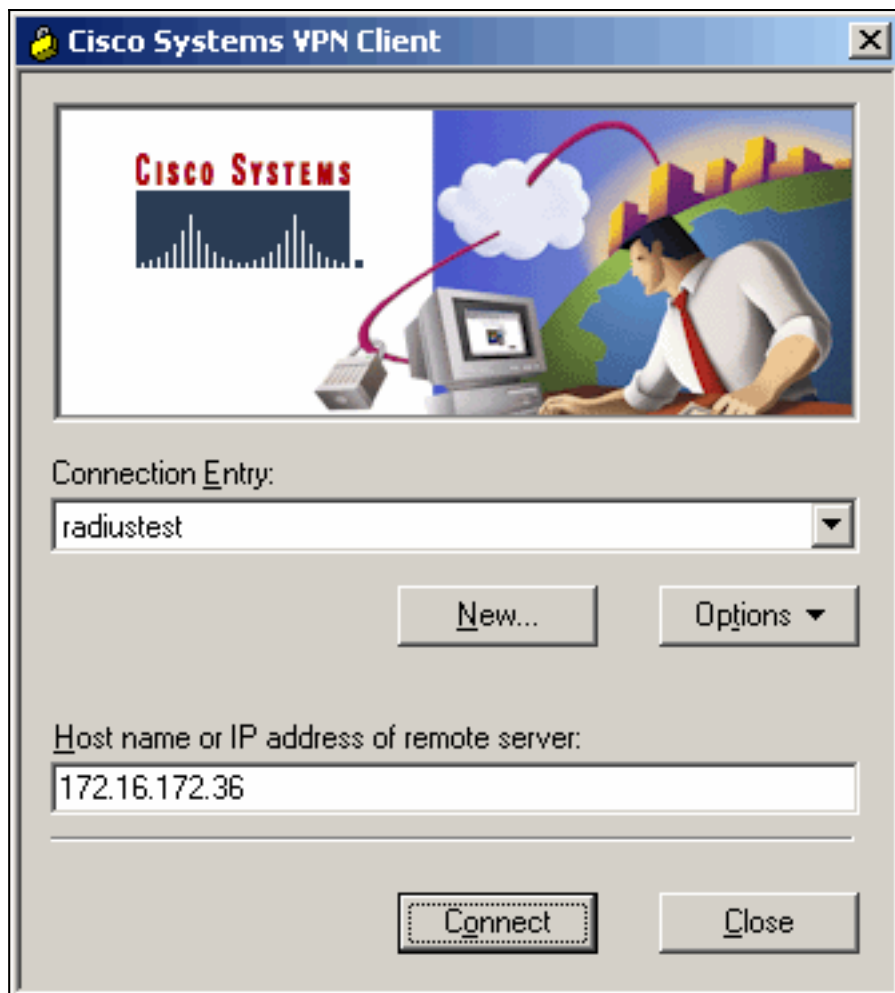 Cisco Systems VPN Client
CISCO SYSTEMS
Connection Entry:
radiustest
New...
Options
Host name or IP address of remote server:
172.16.172.36
Connect
Close